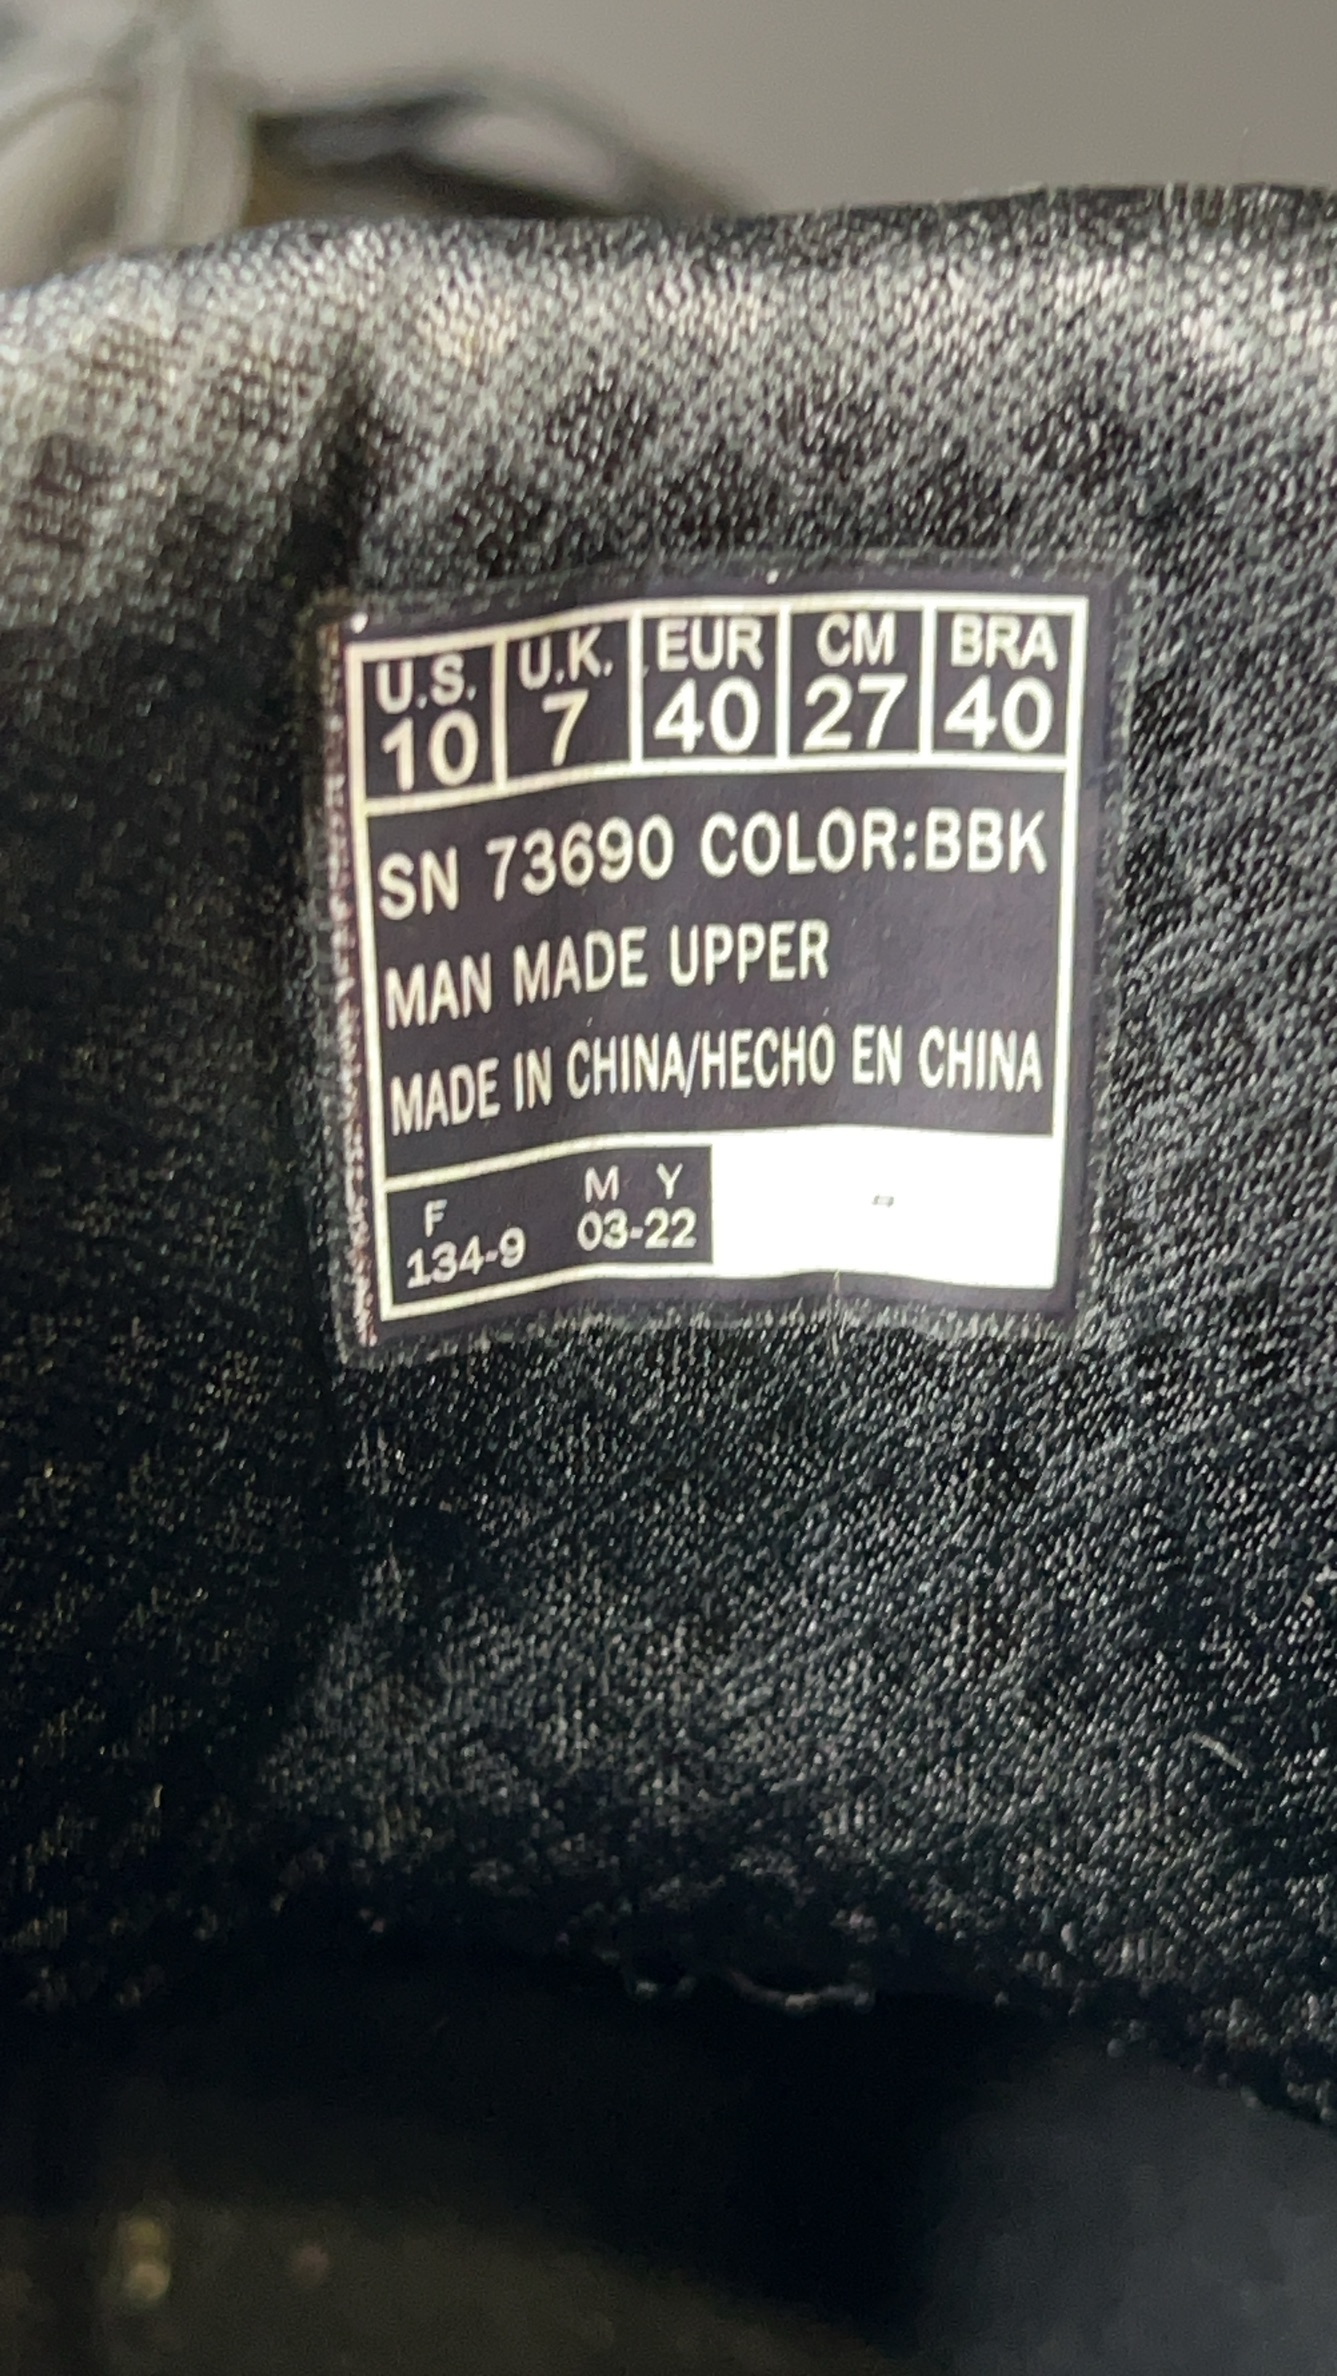 U.S. U.K. EUR CM BRA
10 7 40 27 40
SN 73690 COLOR:BBK
MAN MADE UPPER
MADE IN CHINA/HECHO EN CHINA
F M Y
134-9 03-22
-